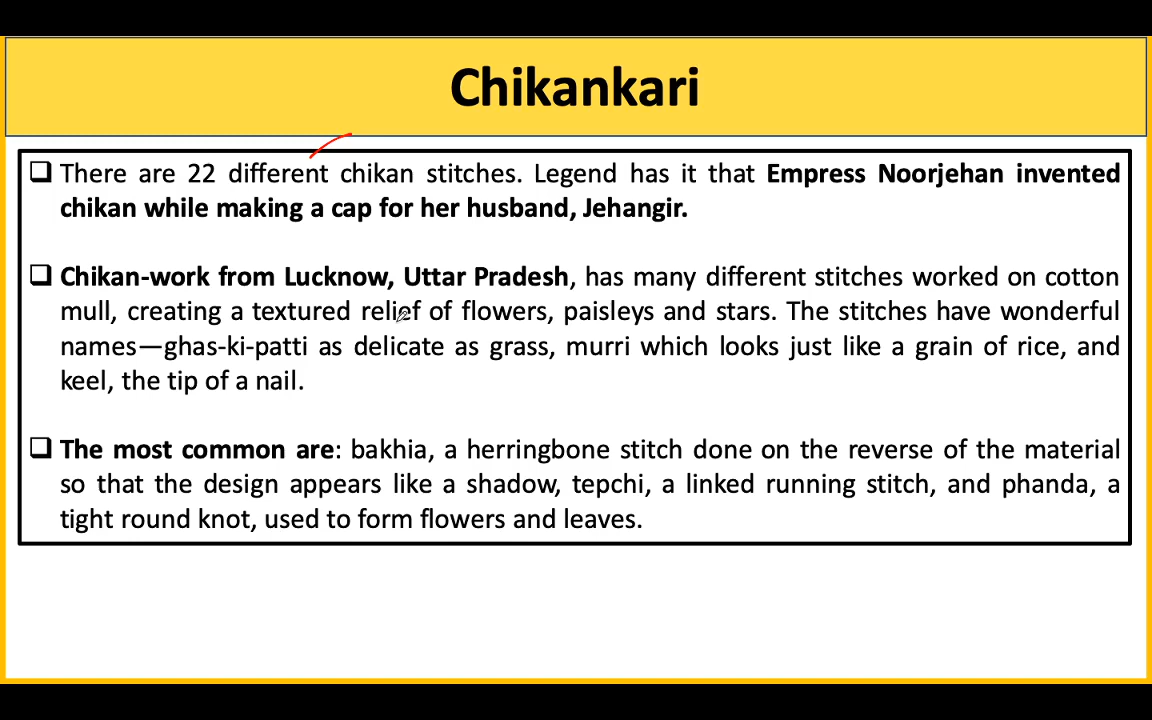 Chikankari
❑ There are 22 different chikan stitches. Legend has it that Empress Noorjehan invented
chikan while making a cap for her husband, Jehangir.
❑ Chikan-work from Lucknow, Uttar Pradesh, has many different stitches worked on cotton
mull, creating a textured relief of flowers, paisleys and stars. The stitches have wonderful
names—ghas-ki-patti as delicate as grass, murri which looks just like a grain of rice, and
keel, the tip of a nail.
❑ The most common are: bakhia, a herringbone stitch done on the reverse of the material
so that the design appears like a shadow, tepchi, a linked running stitch, and phanda, a
tight round knot, used to form flowers and leaves.